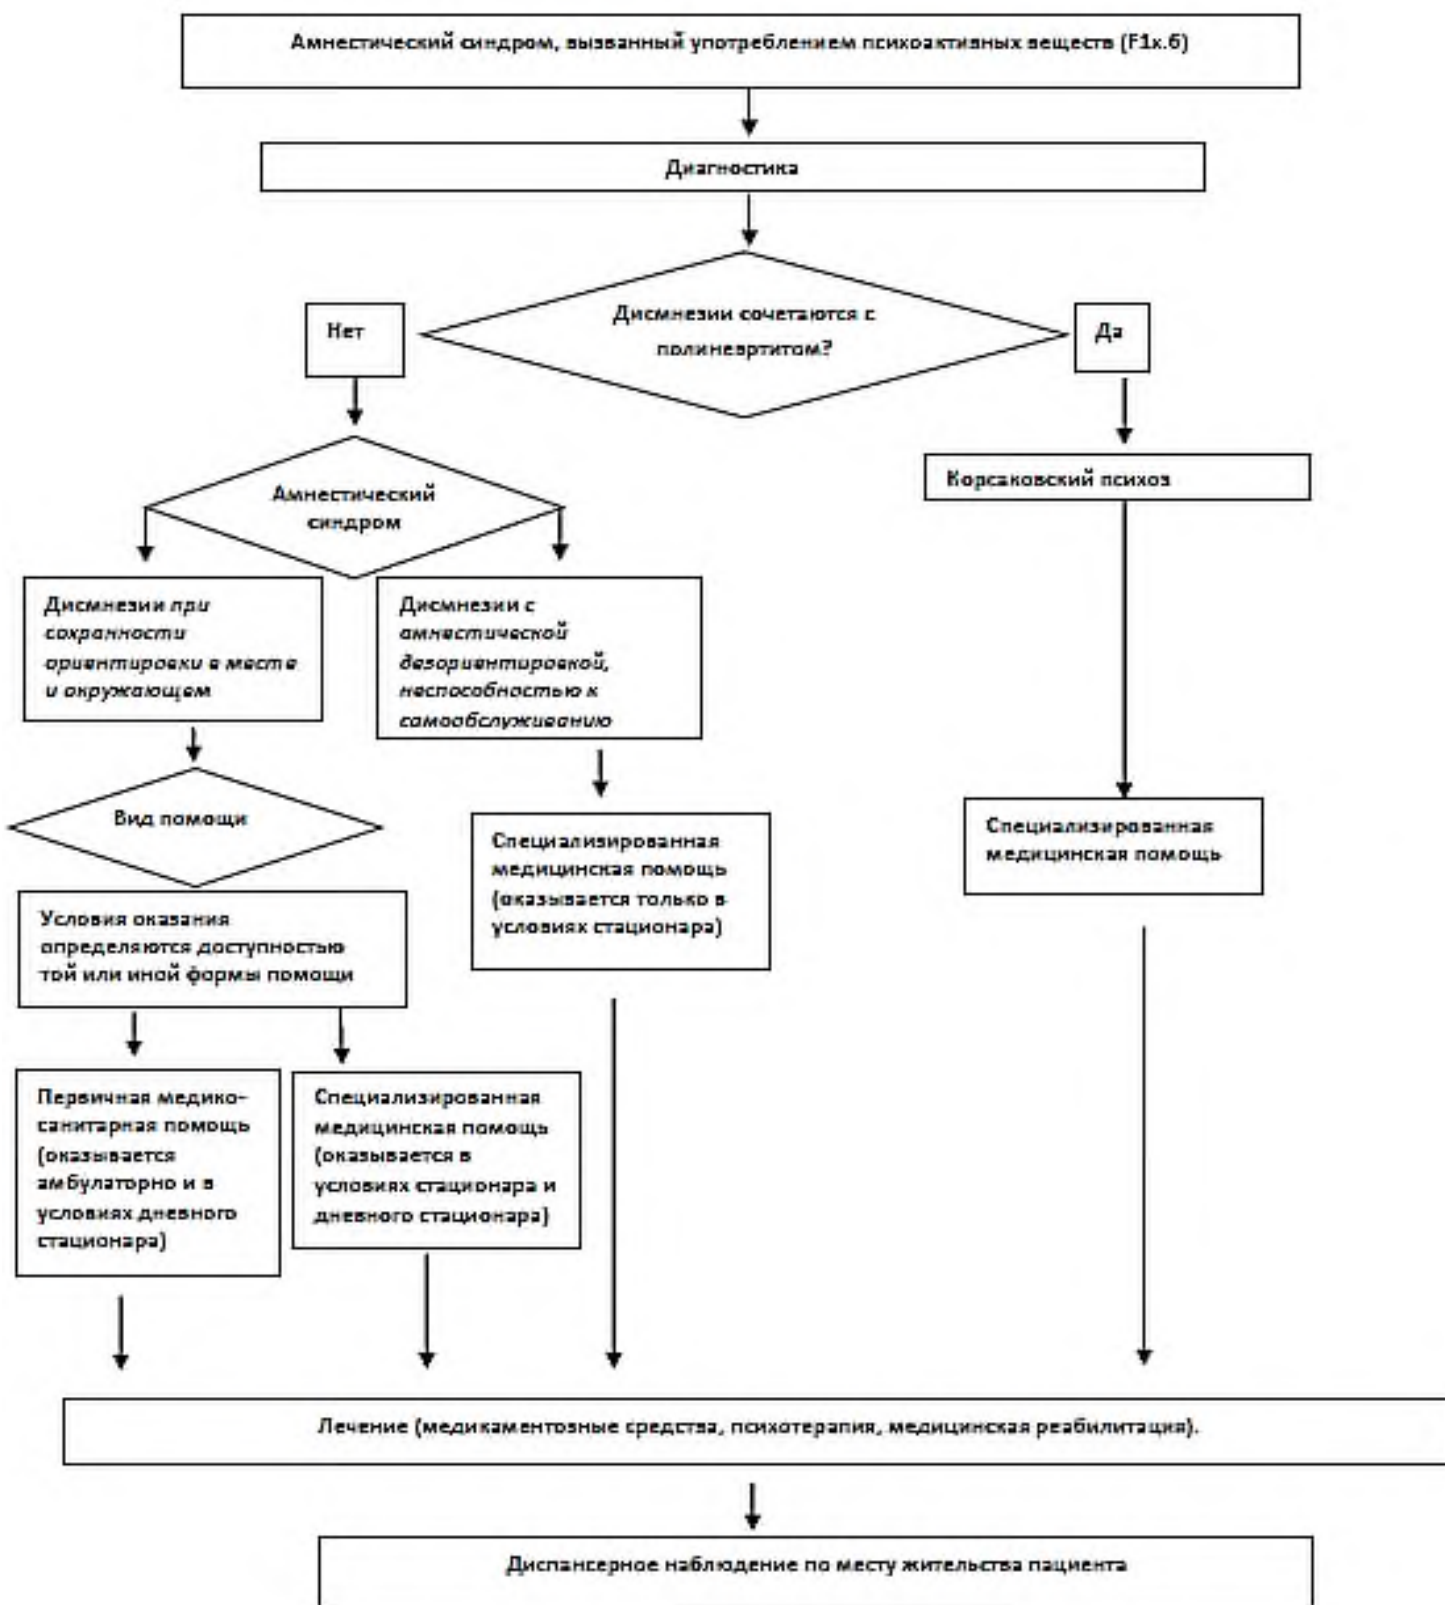 Амнестический синдром, вызванный употреблением психоактивных веществ (F1x.6)
Диагностика
Дисмнезии сочетаются с
полиневртитом?
Нет
Да
Амнестический
синдром
Корсаковский психоз
Дисмнезии при
сохранности
ориентировки в месте
и окружающем
Дисмнезии с
амнестической
дезориентировкой,
неспособностью к
самообслуживанию
Вид помощи
Специализированная
медицинская помощь
(оказывается только в
условиях стационара)
Специализированная
медицинская помощь
Условия оказания
определяются доступностью
той или иной формы помощи
Первичная медико-
санитарная помощь
(оказывается
амбулаторно и в
условиях дневного
стационара)
Специализированная
медицинская помощь
(оказывается в
условиях стационара и
дневного стационара)
Лечение (медикаментозные средства, психотерапия, медицинская реабилитация).
Диспансерное наблюдение по месту жительства пациента